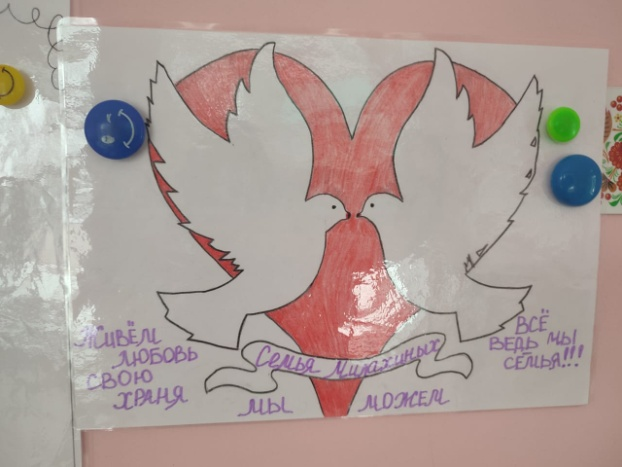 Живём
любовь
свою
храня
Семья Милахиных
мы можем
всё
ведь мы
семья!!!